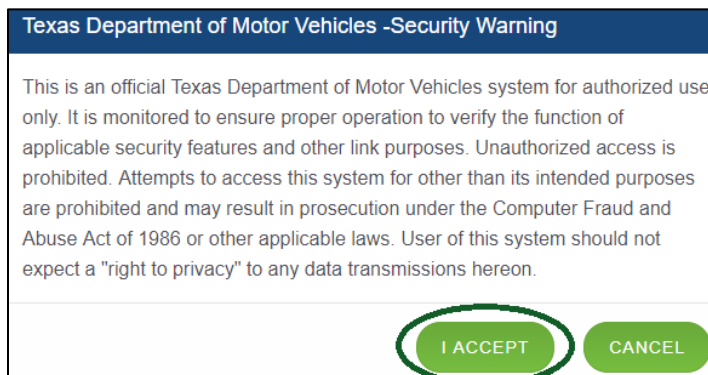 Texas Department of Motor Vehicles -Security Warning
This is an official Texas Department of Motor Vehicles system for authorized use
only. It is monitored to ensure proper operation to verify the function of
applicable security features and other link purposes. Unauthorized access is
prohibited. Attempts to access this system for other than its intended purposes
are prohibited and may result in prosecution under the Computer Fraud and
Abuse Act of 1986 or other applicable laws. User of this system should not
expect a "right to privacy" to any data transmissions hereon.
I ACCEPT CANCEL